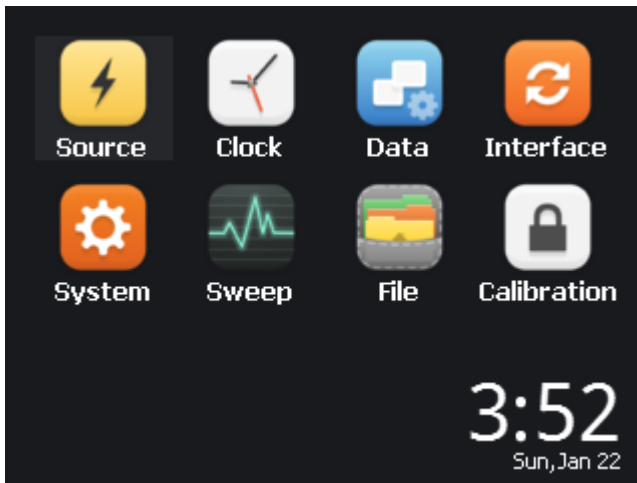 Source Clock Data Interface
System Sweep File Calibration
3:52
Sun,Jan 22